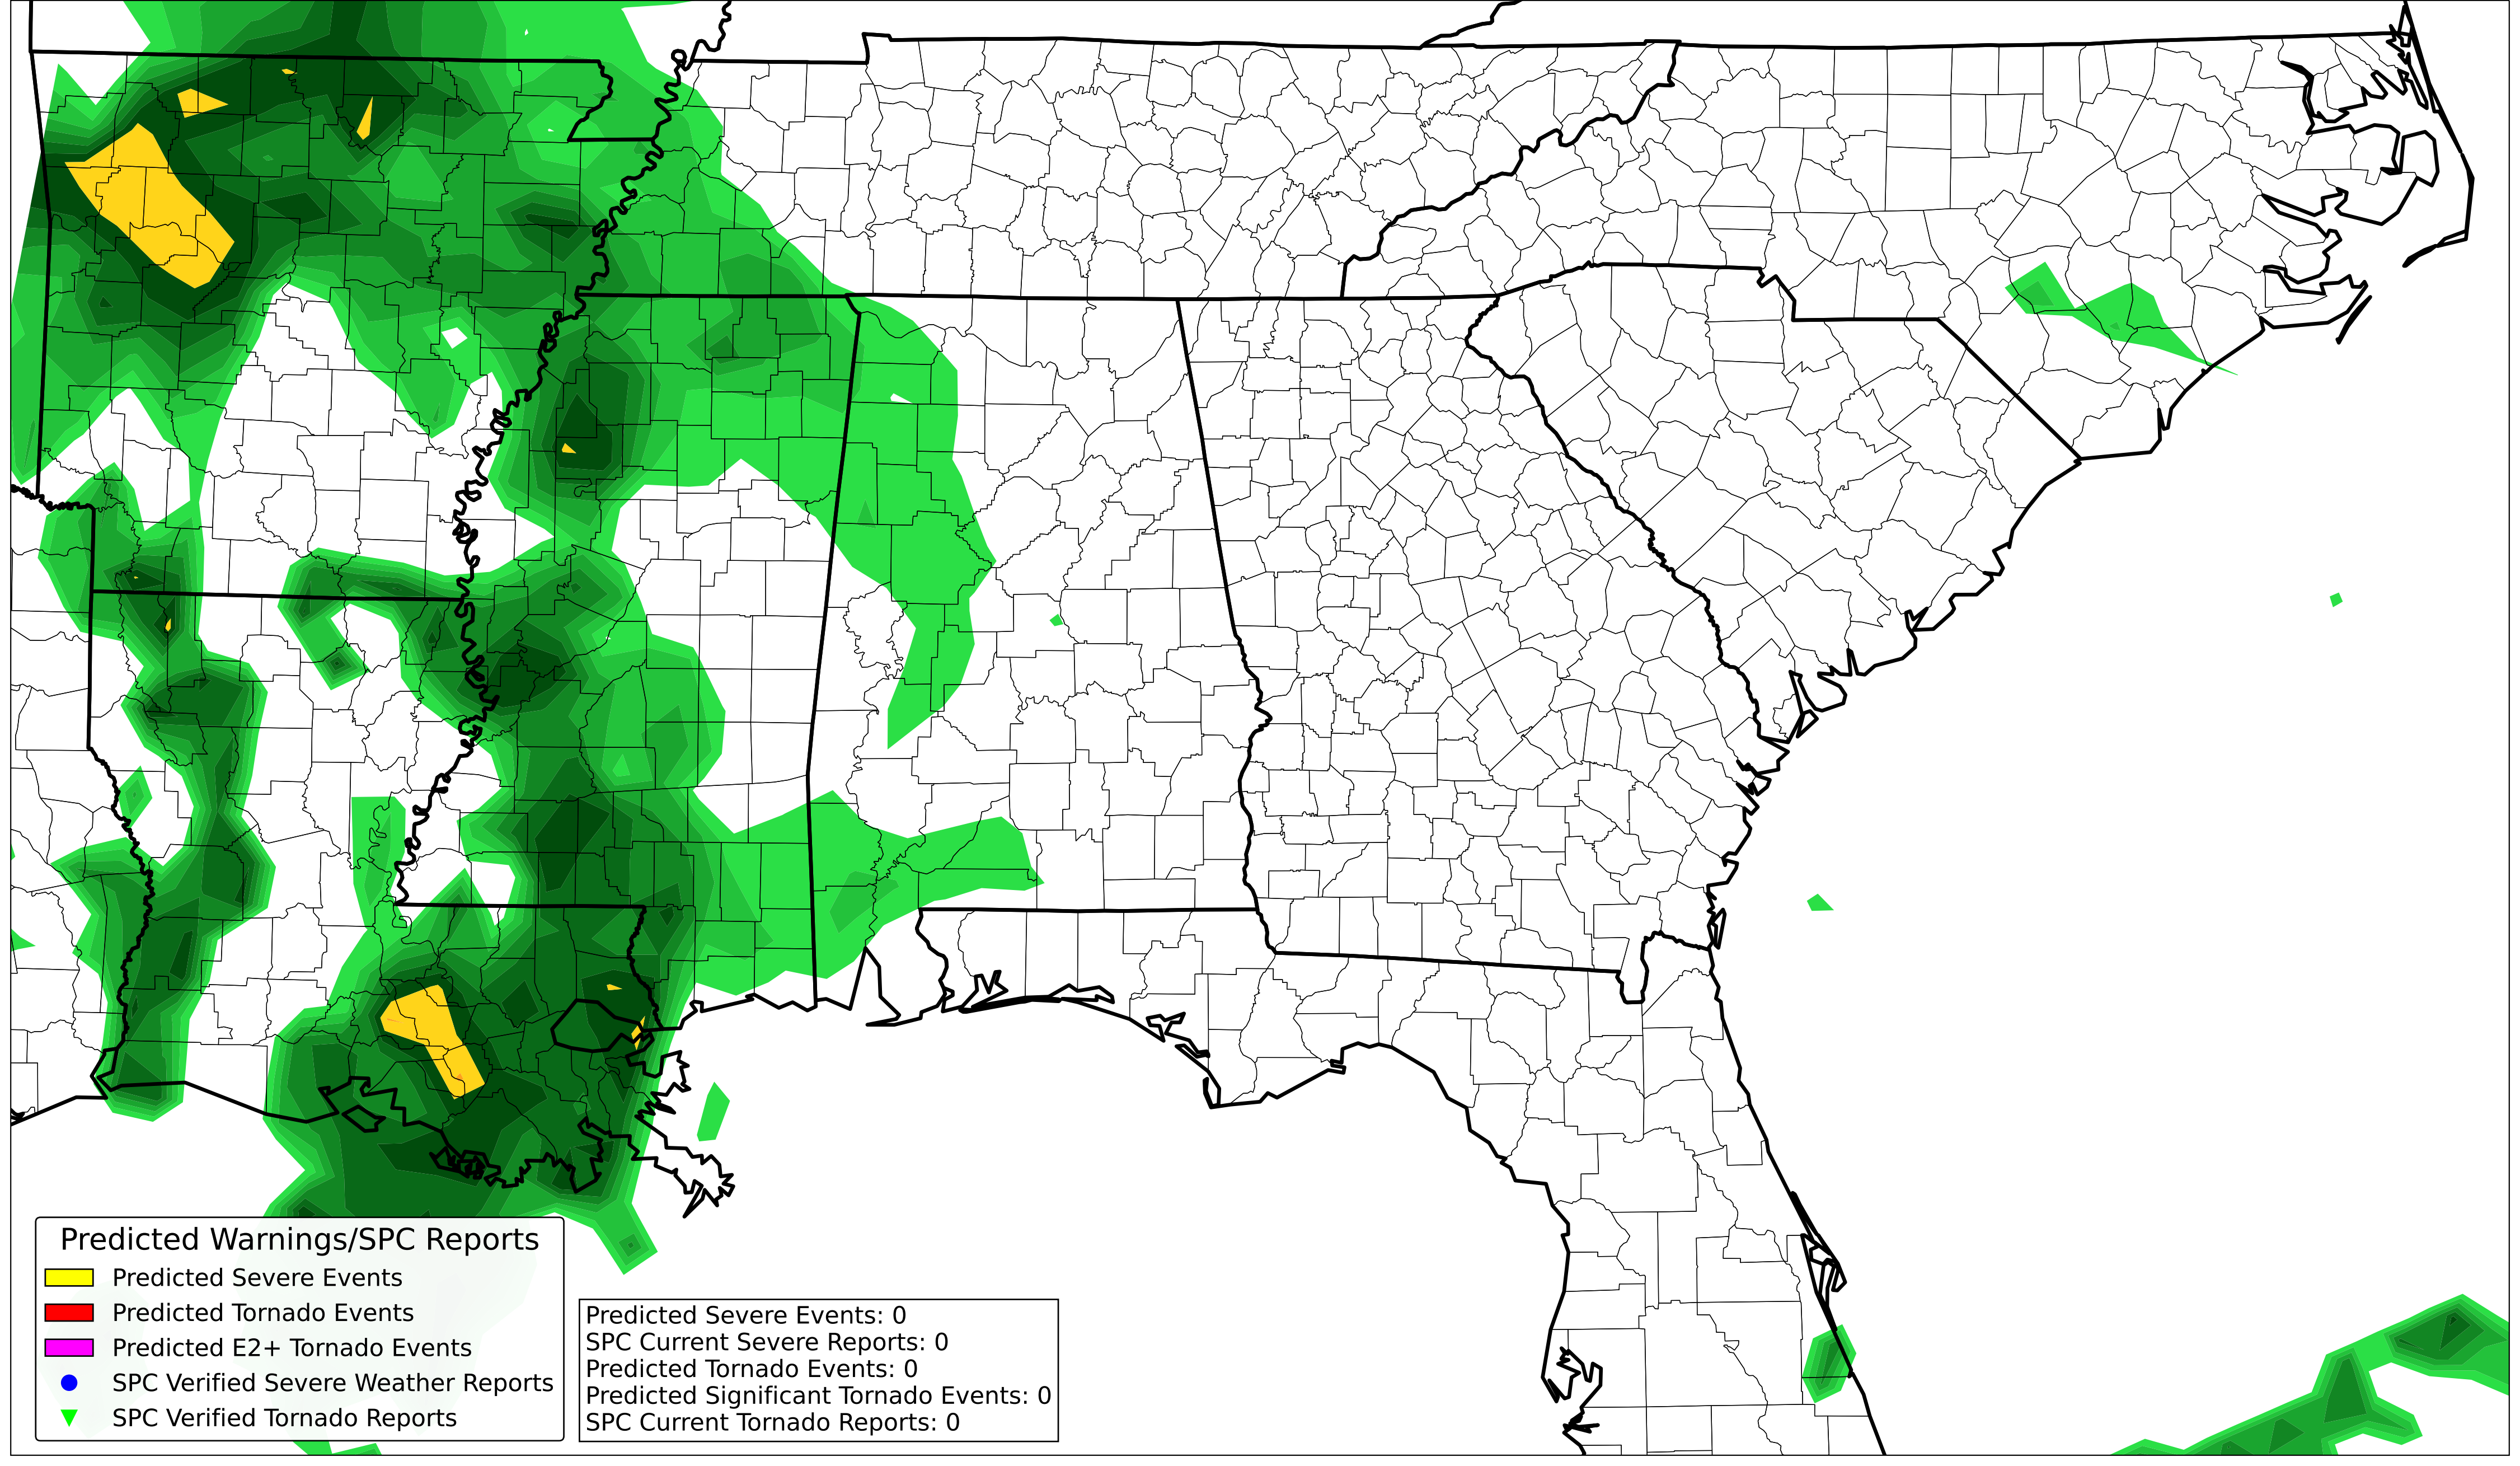 Predicted Warnings/SPC Reports
Predicted Severe Events
Predicted Tornado Events
Predicted E2+ Tornado Events
SPC Verified Severe Weather Reports
SPC Verified Tornado Reports
Predicted Severe Events: 0
SPC Current Severe Reports: 0
Predicted Tornado Events: 0
Predicted Significant Tornado Events: 0
SPC Current Tornado Reports: 0